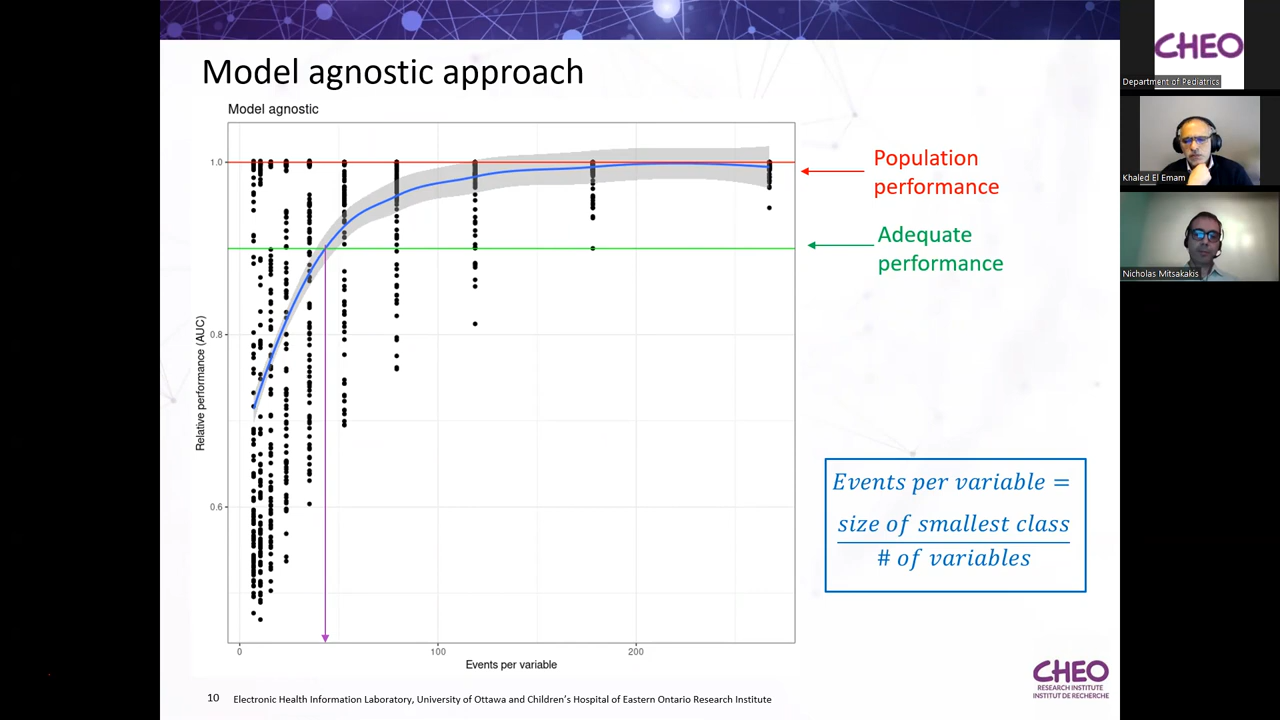 Model agnostic approach
Model agnostic
1.0
0.8
0.6
Relative performance (AUC)
0
100
200
Events per variable
Population
performance
Adequate
performance
Events per variable =
size of smallest class
# of variables
10 Electronic Health Information Laboratory, University of Ottawa and Children's Hospital of Eastern Ontario Research Institute
CHEO
RESEARCH INSTITUTE
INSTITUT DE RECHERCHE
CHEO
Department of Pediatrics
Khaled El Emam
Nicholas Mitsakakis